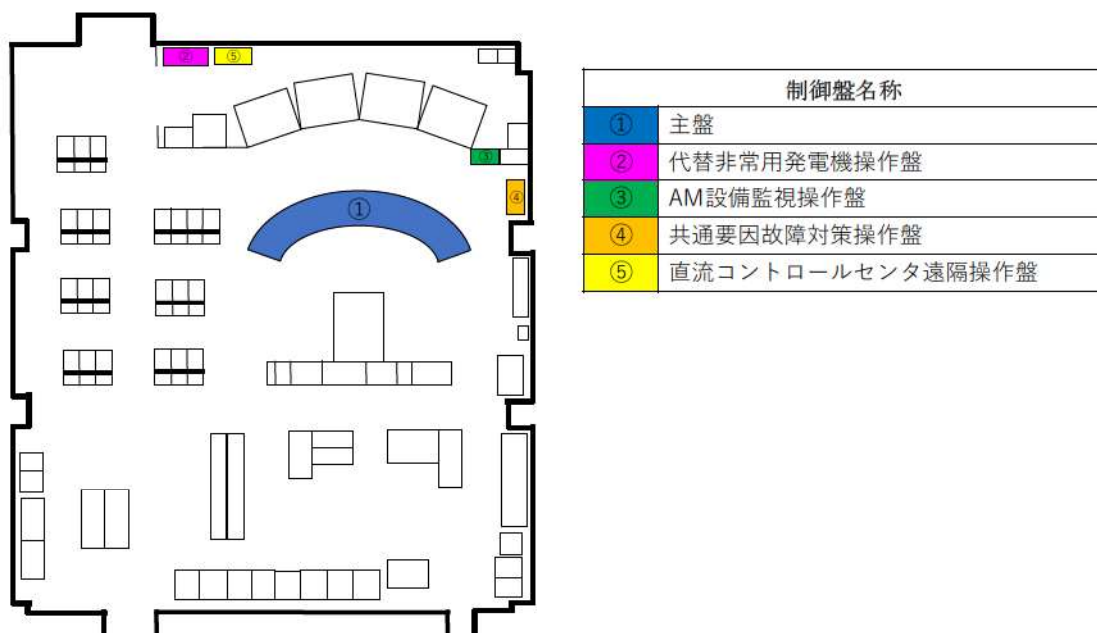 ② ⑤
③
④
①
制御盤名称
① 主盤
② 代替非常用発電機操作盤
③ AM設備監視操作盤
④ 共通要因故障対策操作盤
⑤ 直流コントロールセンタ遠隔操作盤